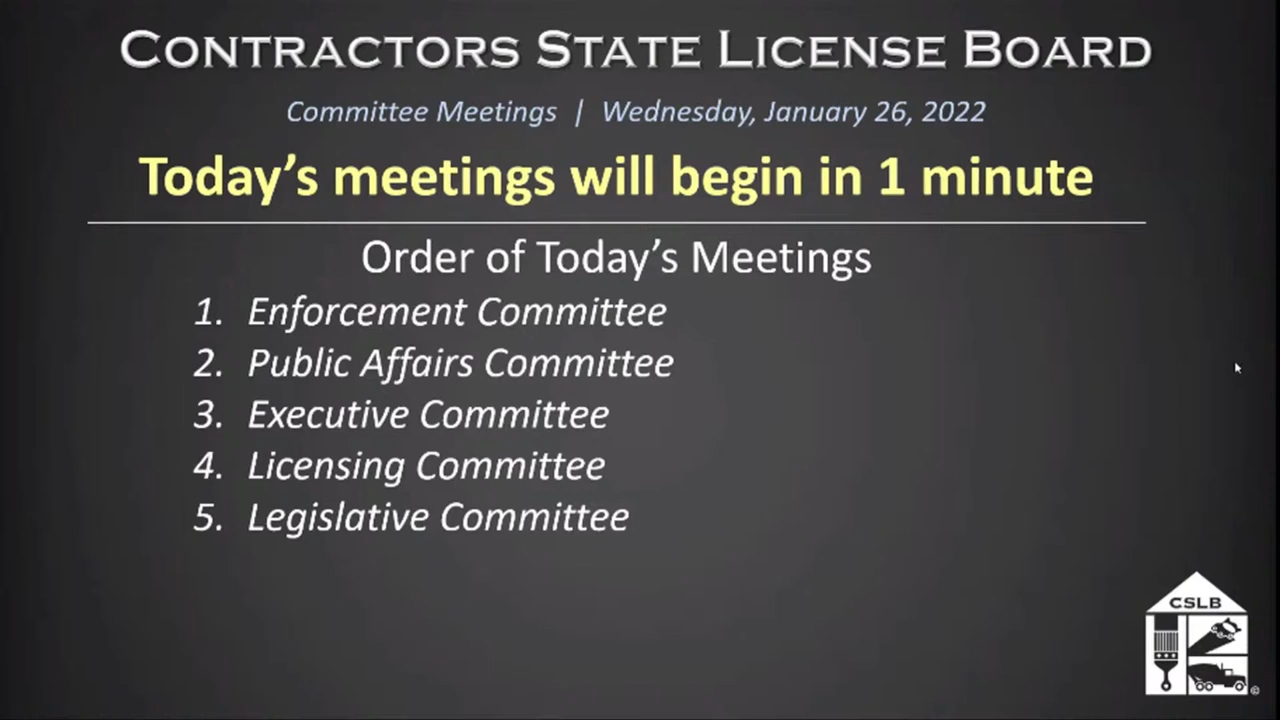 CONTRACTORS STATE LICENSE BOARD
Committee Meetings | Wednesday, January 26, 2022
Today's meetings will begin in 1 minute
Order of Today's Meetings
1. Enforcement Committee
2. Public Affairs Committee
3. Executive Committee
4. Licensing Committee
5. Legislative Committee
CSLB
©